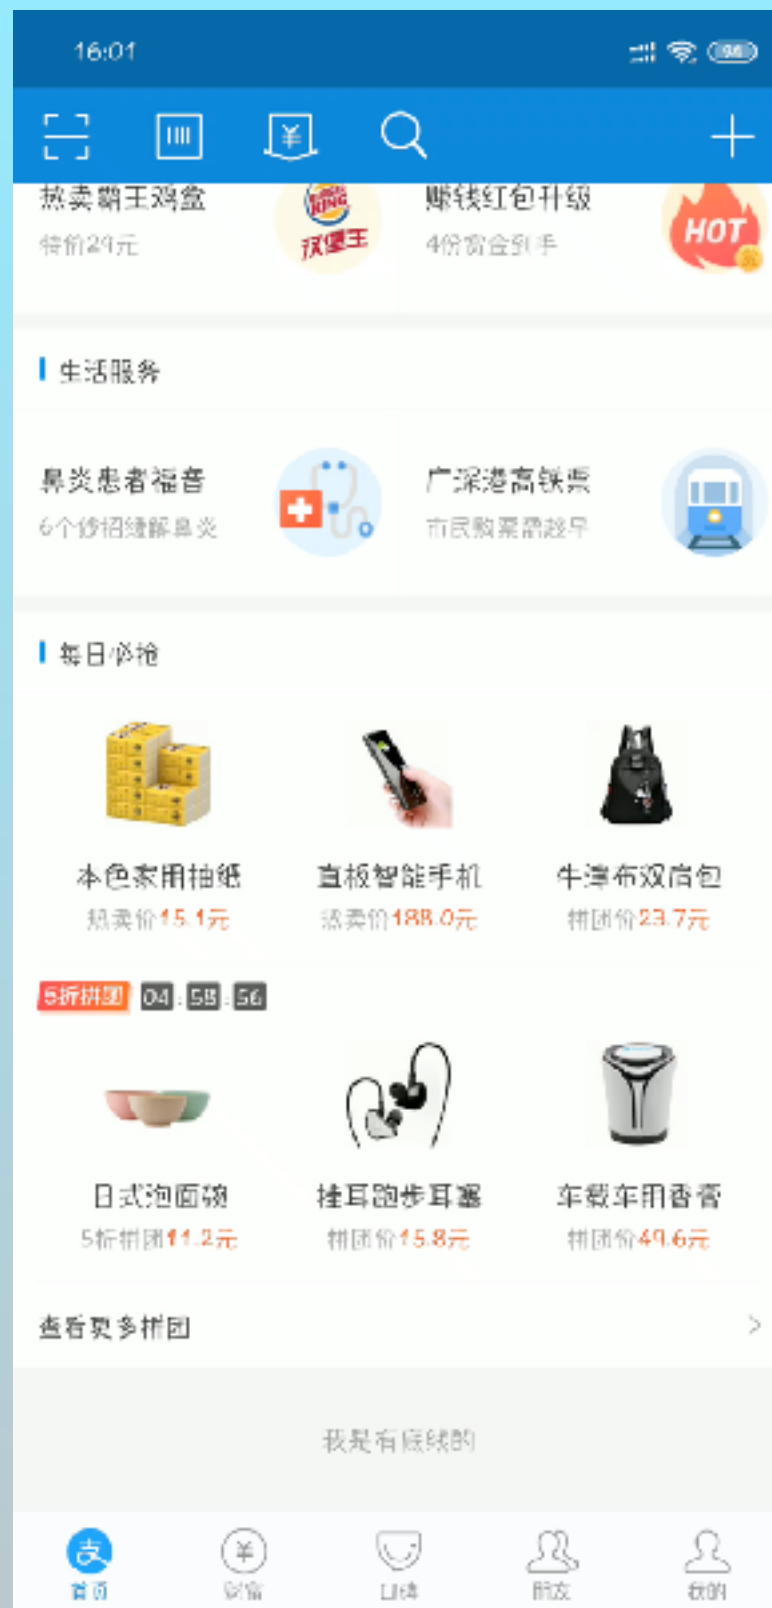 16:01
94
热卖霸王鸡盒
特价29元
KING
汉堡王
赚钱红包升级
4份赏金到手
HOT
生活服务
鼻炎患者福音
6个妙招缓解鼻炎
广深港高铁票
市民购票需趁早
每日必抢
本色家用抽纸
热卖价15.1元
直板智能手机
热卖价188.0元
牛津布双肩包
拼团价23.7元
5折拼团 04:58:56
日式泡面碗
5折拼团11.2元
挂耳跑步耳塞
拼团价15.8元
车载车用香膏
拼团价49.6元
查看更多拼团
我是有底线的
支
首页
财富
口碑
朋友
我的